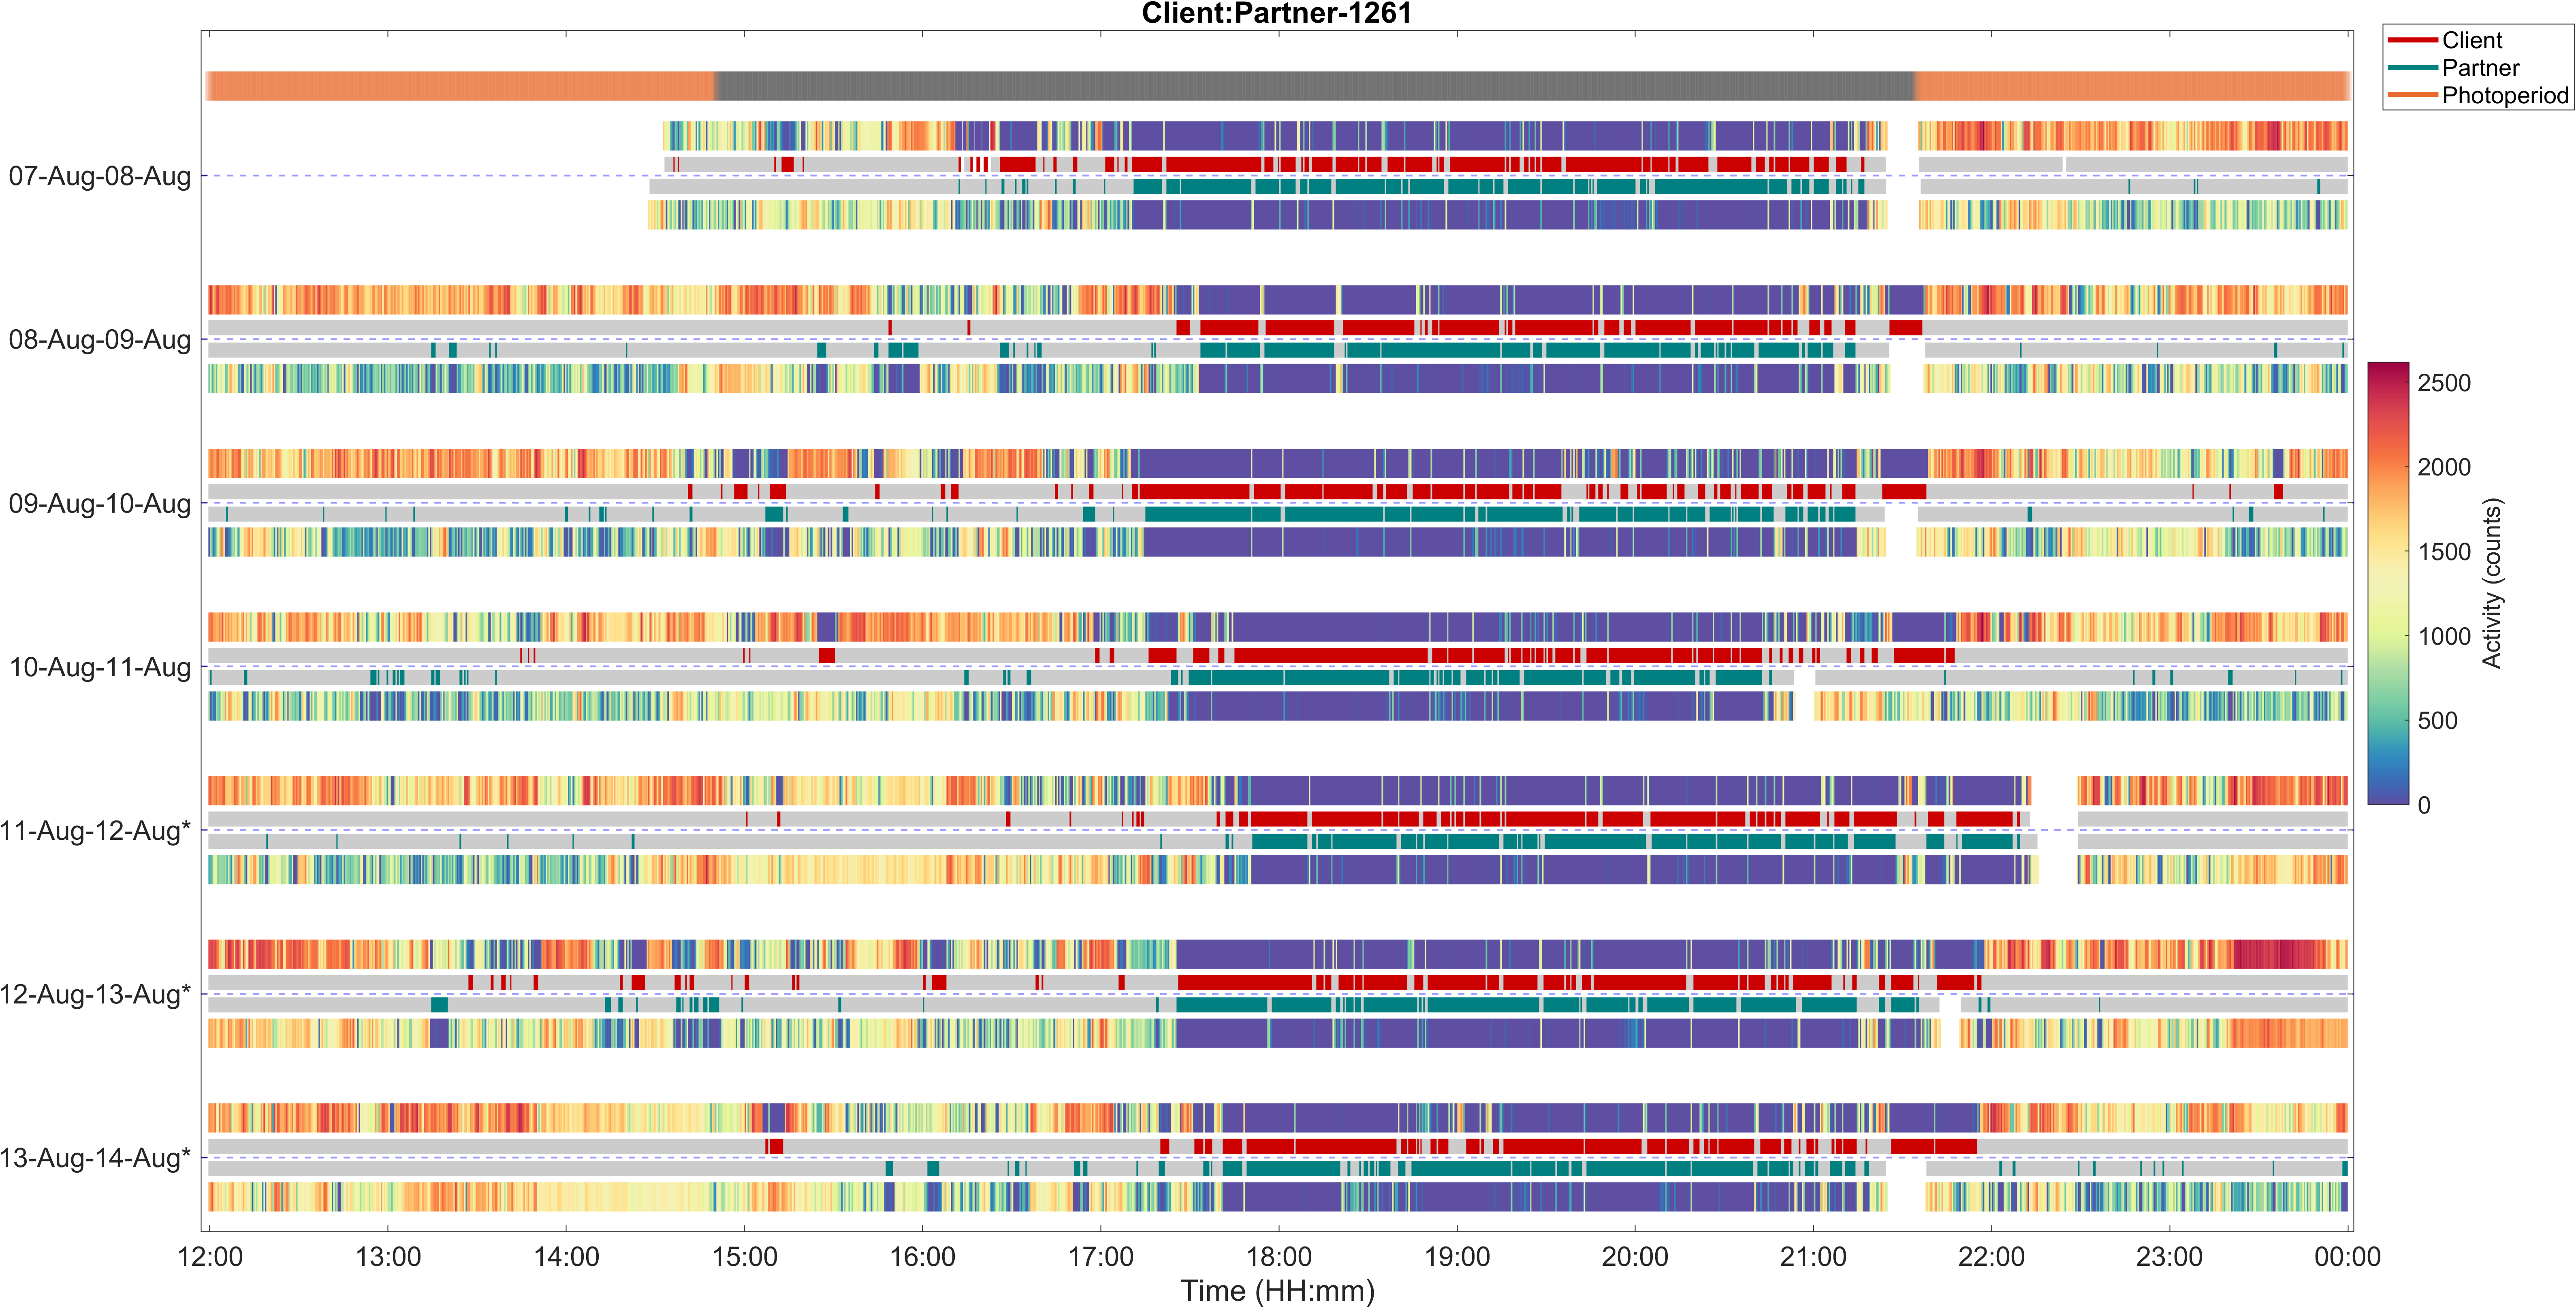 Client:Partner-1261
Client
Partner
Photoperiod
07-Aug-08-Aug
08-Aug-09-Aug
09-Aug-10-Aug
10-Aug-11-Aug
11-Aug-12-Aug*
12-Aug-13-Aug*
13-Aug-14-Aug*
2500
2000
1500
1000
500
0
Activity (counts)
12:00 13:00 14:00 15:00 16:00 17:00 18:00 19:00 20:00 21:00 22:00 23:00 00:00
Time (HH:mm)